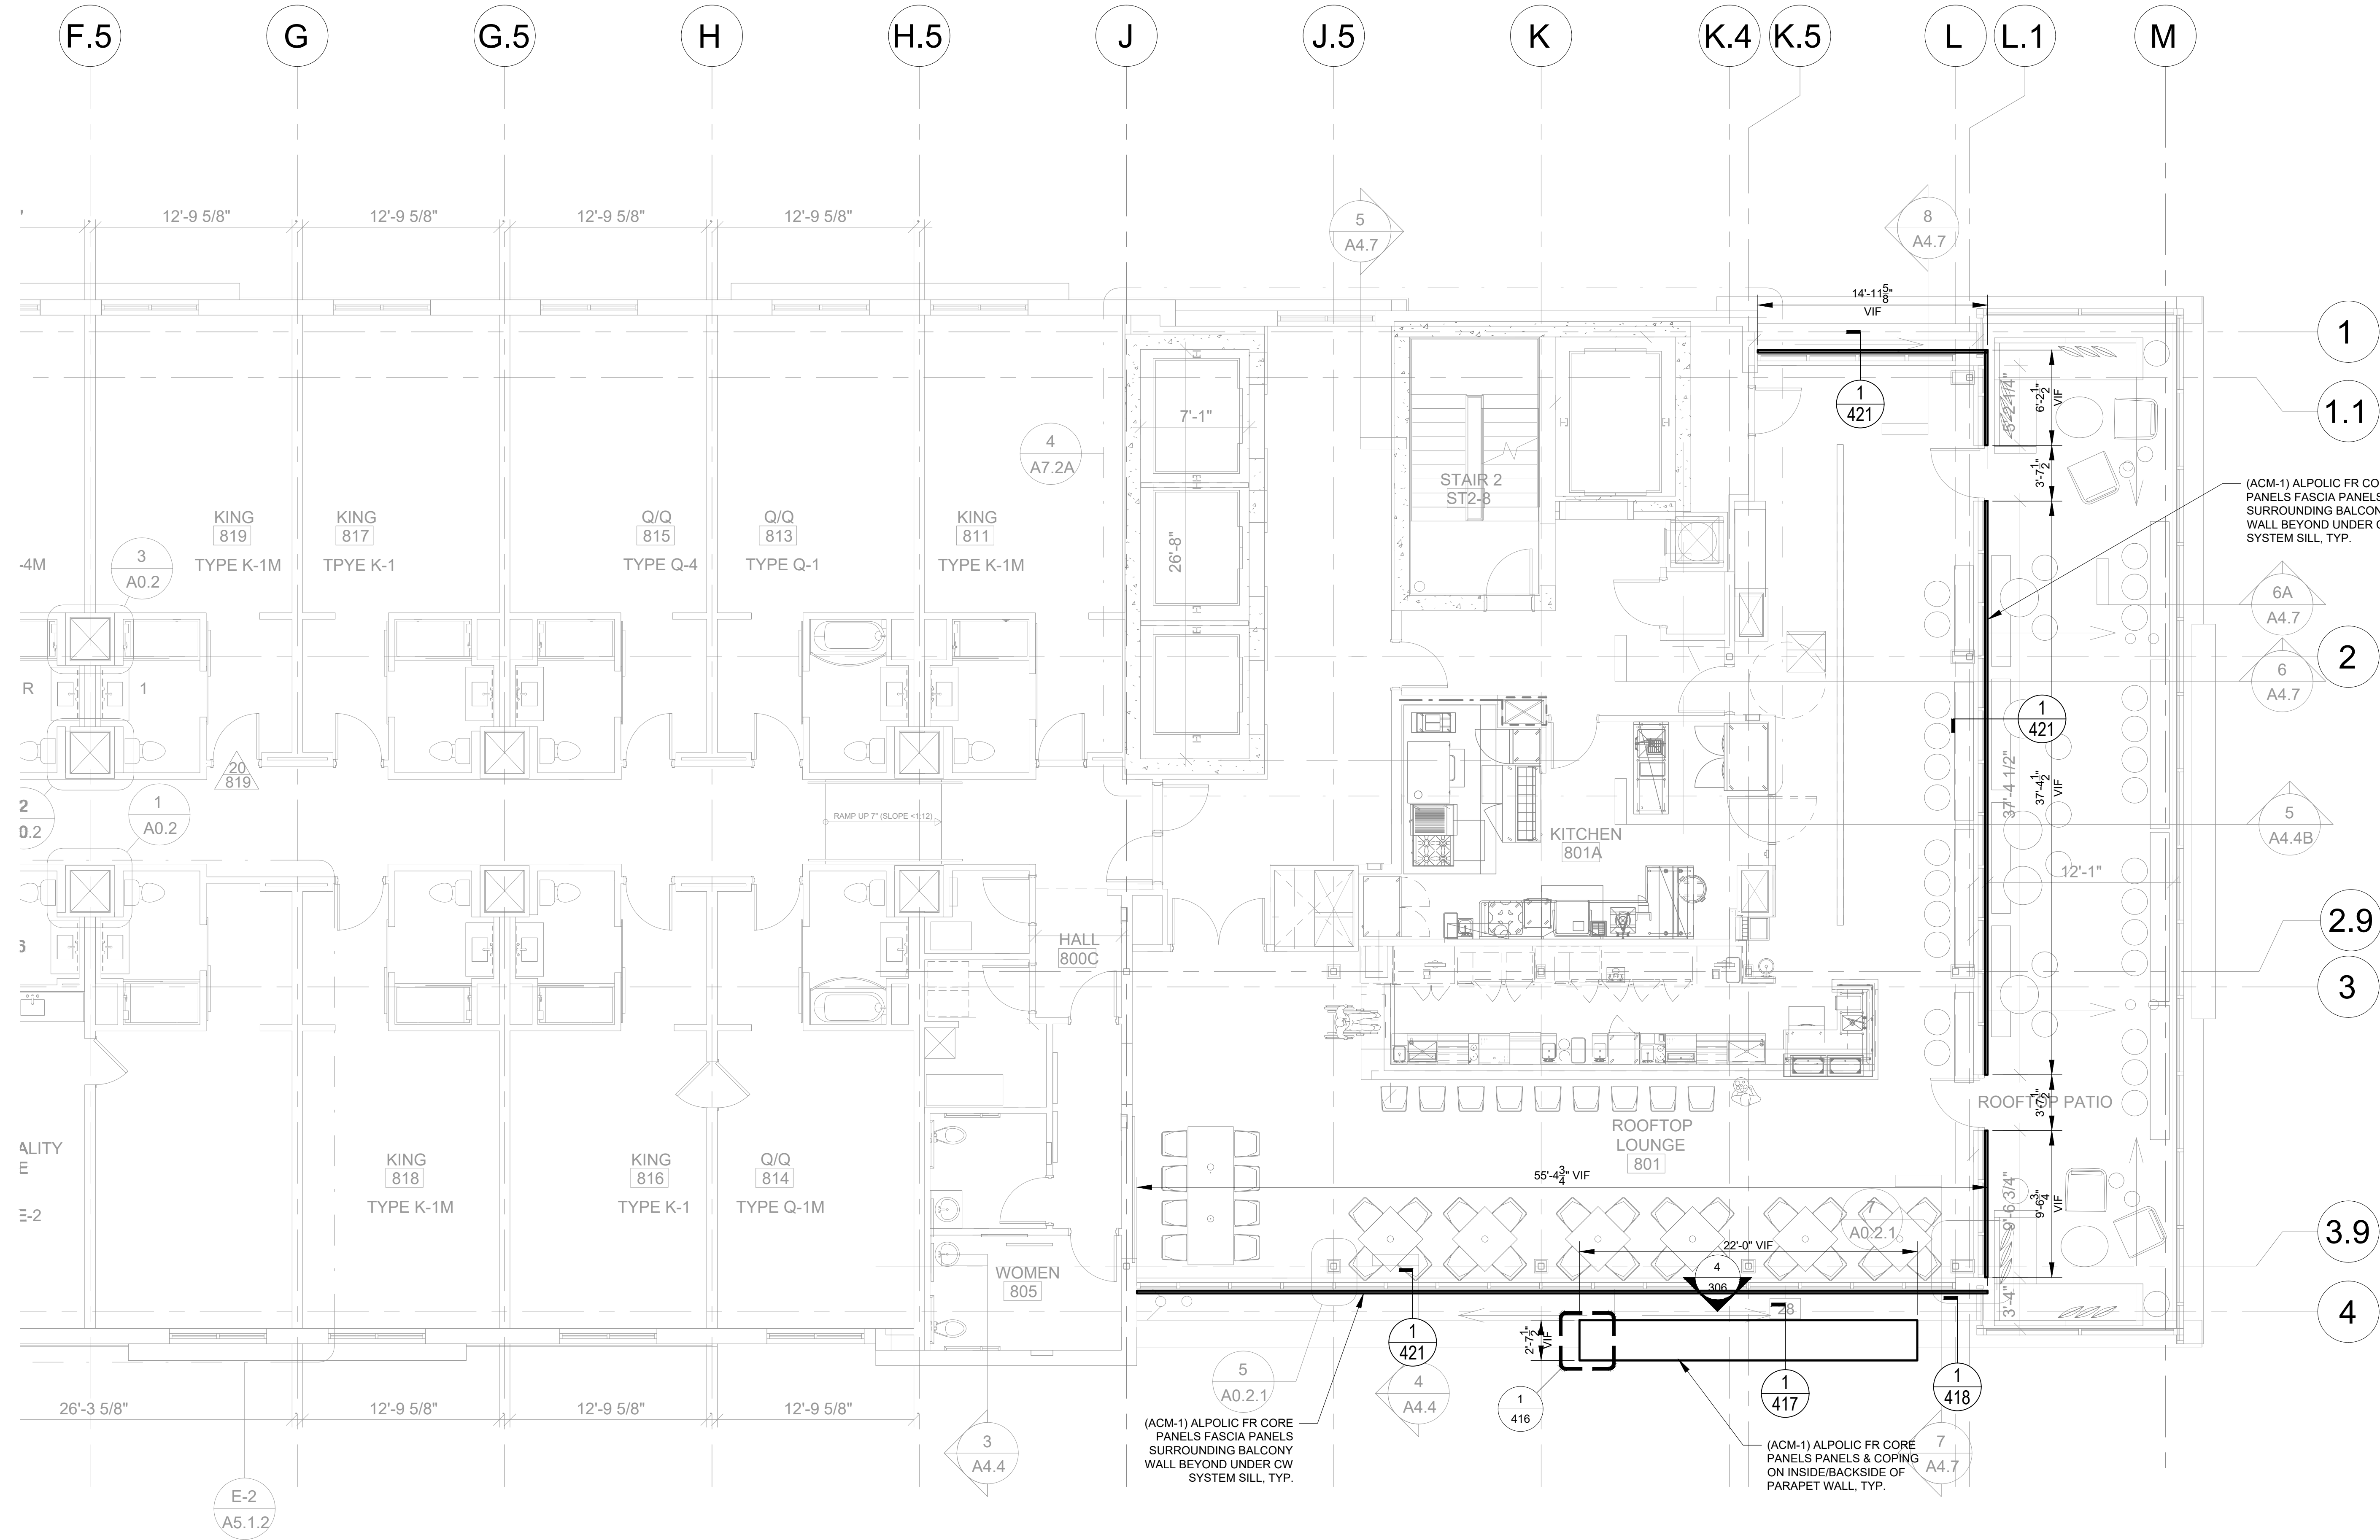 F.5
G
G.5
H
H.5
J
J.5
K
K.4
K.5
L
L.1
M
12'-9 5/8"
12'-9 5/8"
12'-9 5/8"
12'-9 5/8"
5
A4.7
8
A4.7
14'-11 5/8"
VIF
1
1.1
2
2.9
3
3.9
4
1
421
7'-1"
26'-8"
4
A7.2A
STAIR 2
ST2-8
5'-2 1/4"
6'-2 1/2"
VIF
3'-7 1/2"
VIF
(ACM-1) ALPOLIC FR CO
PANELS FASCIA PANELS
SURROUNDING BALCON
WALL BEYOND UNDER C
SYSTEM SILL, TYP.
KING
819
TYPE K-1M
KING
817
TPYE K-1
Q/Q
815
TYPE Q-4
Q/Q
813
TYPE Q-1
KING
811
TYPE K-1M
-4M
3
A0.2
6A
A4.7
6
A4.7
R
1
1
421
20
819
2
0.2
1
A0.2
RAMP UP 7" (SLOPE <1:12)
37'-4 1/2"
37'-4 1/2"
VIF
5
A4.4B
KITCHEN
801A
12'-1"
6
HALL
800C
ROOFTOP PATIO
3'-7 1/2"
VIF
ROOFTOP
LOUNGE
801
ALITY
E
E-2
KING
818
TYPE K-1M
KING
816
TYPE K-1
Q/Q
814
TYPE Q-1M
55'-4 3/4" VIF
9'-6 3/4"
9'-6 3/4"
VIF
7
A0.2.1
22'-0" VIF
4
306
WOMEN
805
28
3'-4"
2'-7 1/2"
VIF
1
421
5
A0.2.1
4
A4.4
1
416
1
417
1
418
26'-3 5/8"
12'-9 5/8"
12'-9 5/8"
12'-9 5/8"
3
A4.4
(ACM-1) ALPOLIC FR CORE
PANELS FASCIA PANELS
SURROUNDING BALCONY
WALL BEYOND UNDER CW
SYSTEM SILL, TYP.
(ACM-1) ALPOLIC FR CORE
PANELS PANELS & COPING
ON INSIDE/BACKSIDE OF
PARAPET WALL, TYP.
7
A4.7
E-2
A5.1.2